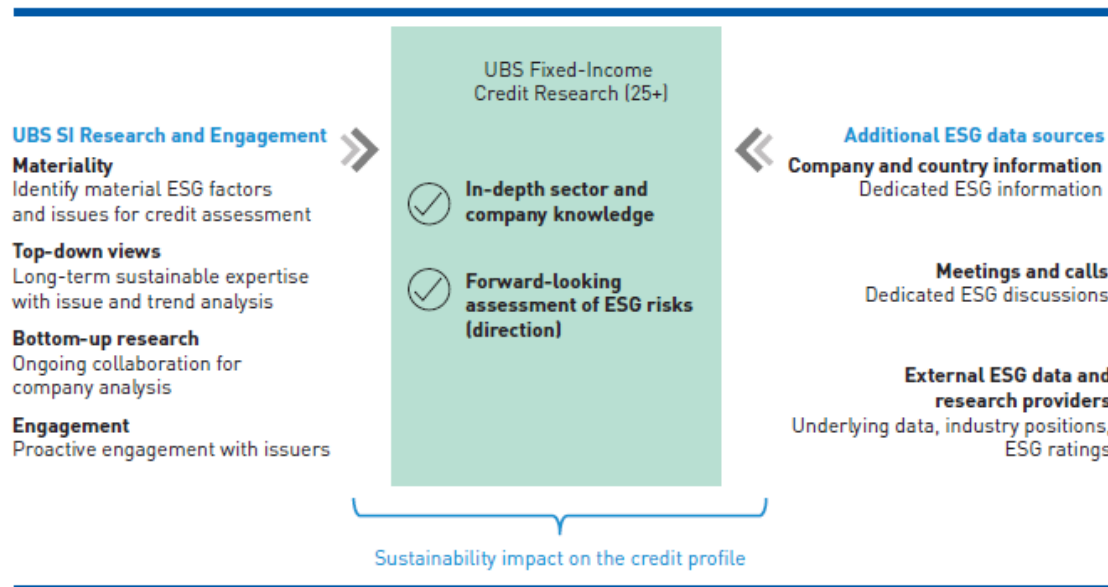 UBS Fixed-Income
Credit Research (25+)
In-depth sector and
company knowledge
Forward-looking
assessment of ESG risks
(direction)
UBS SI Research and Engagement
Materiality
Identify material ESG factors
and issues for credit assessment
Top-down views
Long-term sustainable expertise
with issue and trend analysis
Bottom-up research
Ongoing collaboration for
company analysis
Engagement
Proactive engagement with issuers
Additional ESG data sources
Company and country information
Dedicated ESG information
Meetings and calls
Dedicated ESG discussions
External ESG data and
research providers
Underlying data, industry positions,
ESG ratings
Sustainability impact on the credit profile